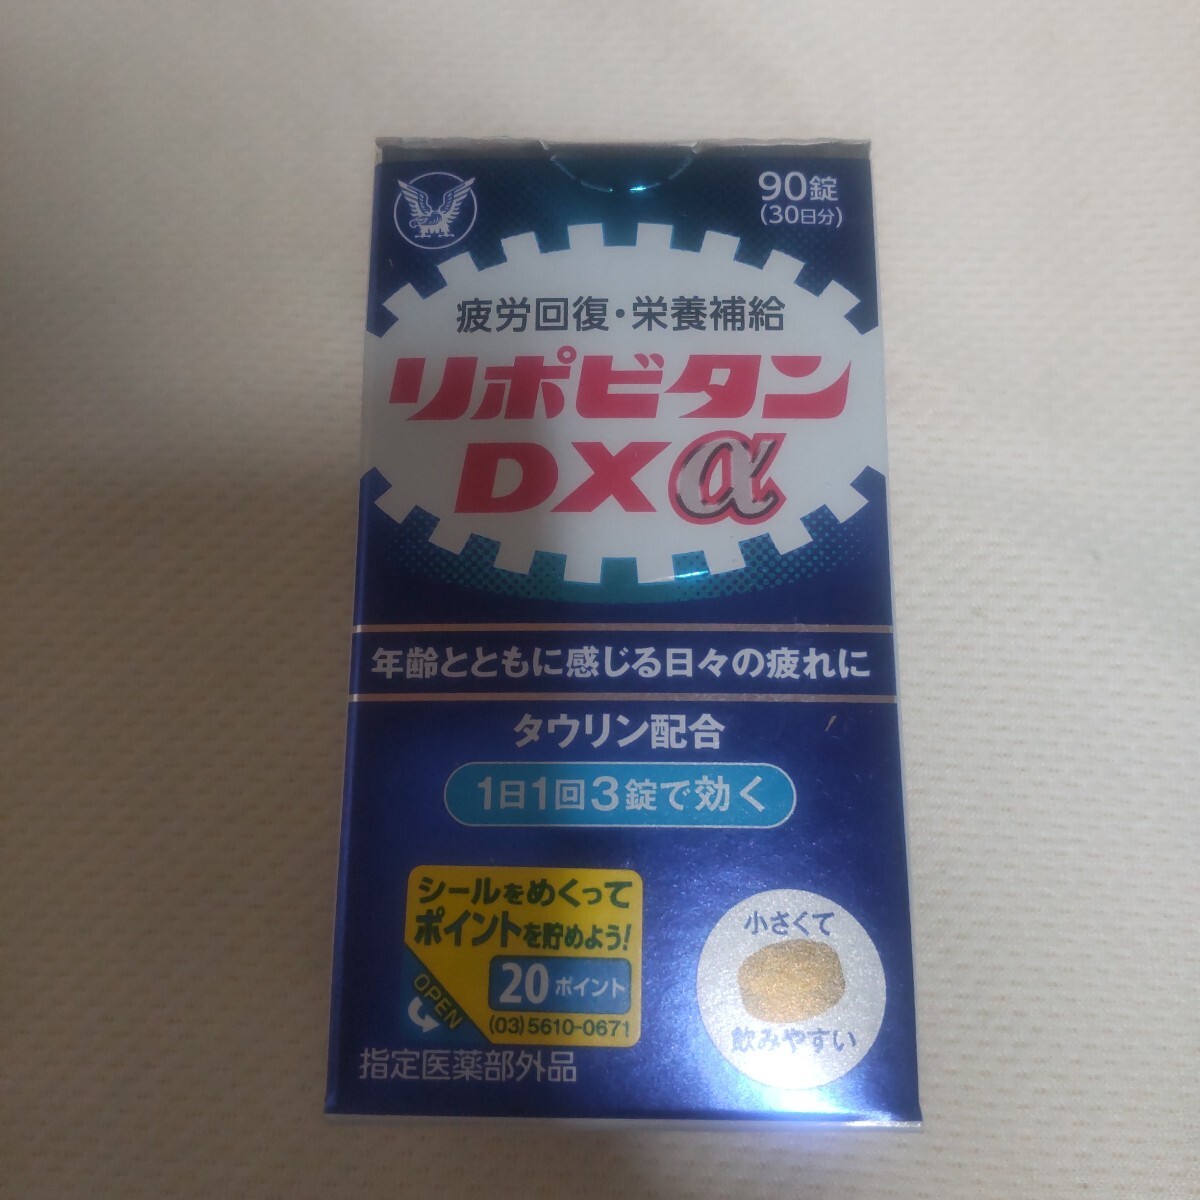 90錠
(30日分)
疲労回復・栄養補給
リポビタン
DXα
年齢とともに感じる日々の疲れに
タウリン配合
1日1回3錠で効く
シールをめくって
ポイントを貯めよう!
20ポイント
OPEN
(03)5610-0671
指定医薬部外品
小さくて
飲みやすい